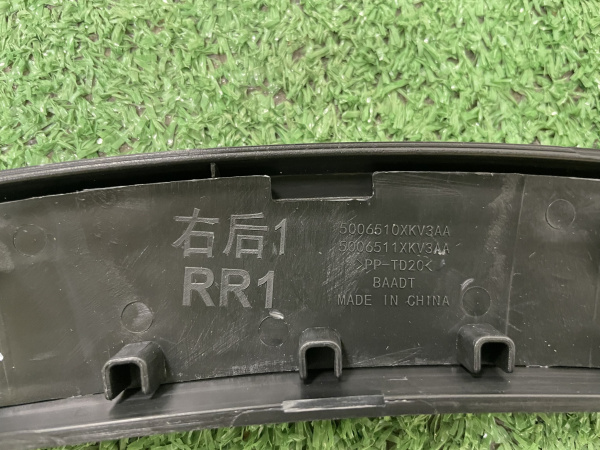 右后1
RR1
5006510XKV3AA
5006511XKV3AA
>PP-TD20<
BAADT
MADE IN CHINA